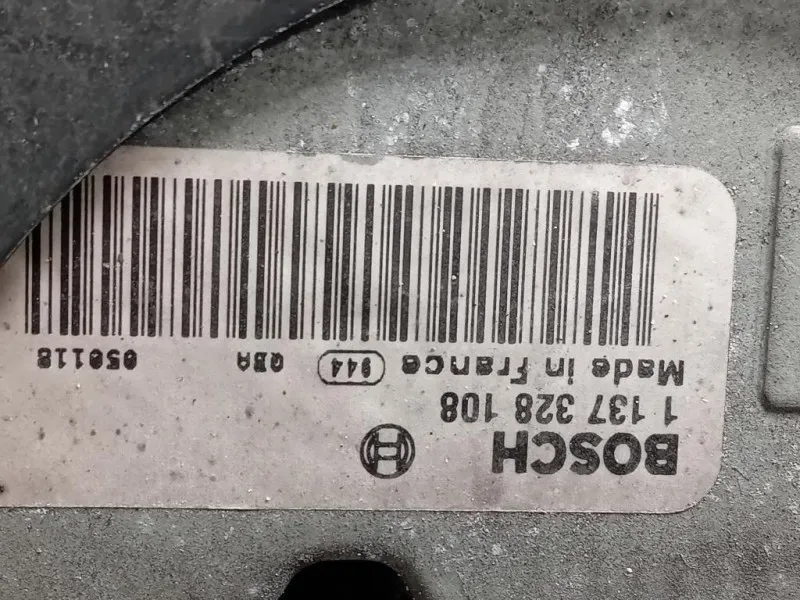 BOSCH
1 137 328 108
Made in France 944 QBA 050118